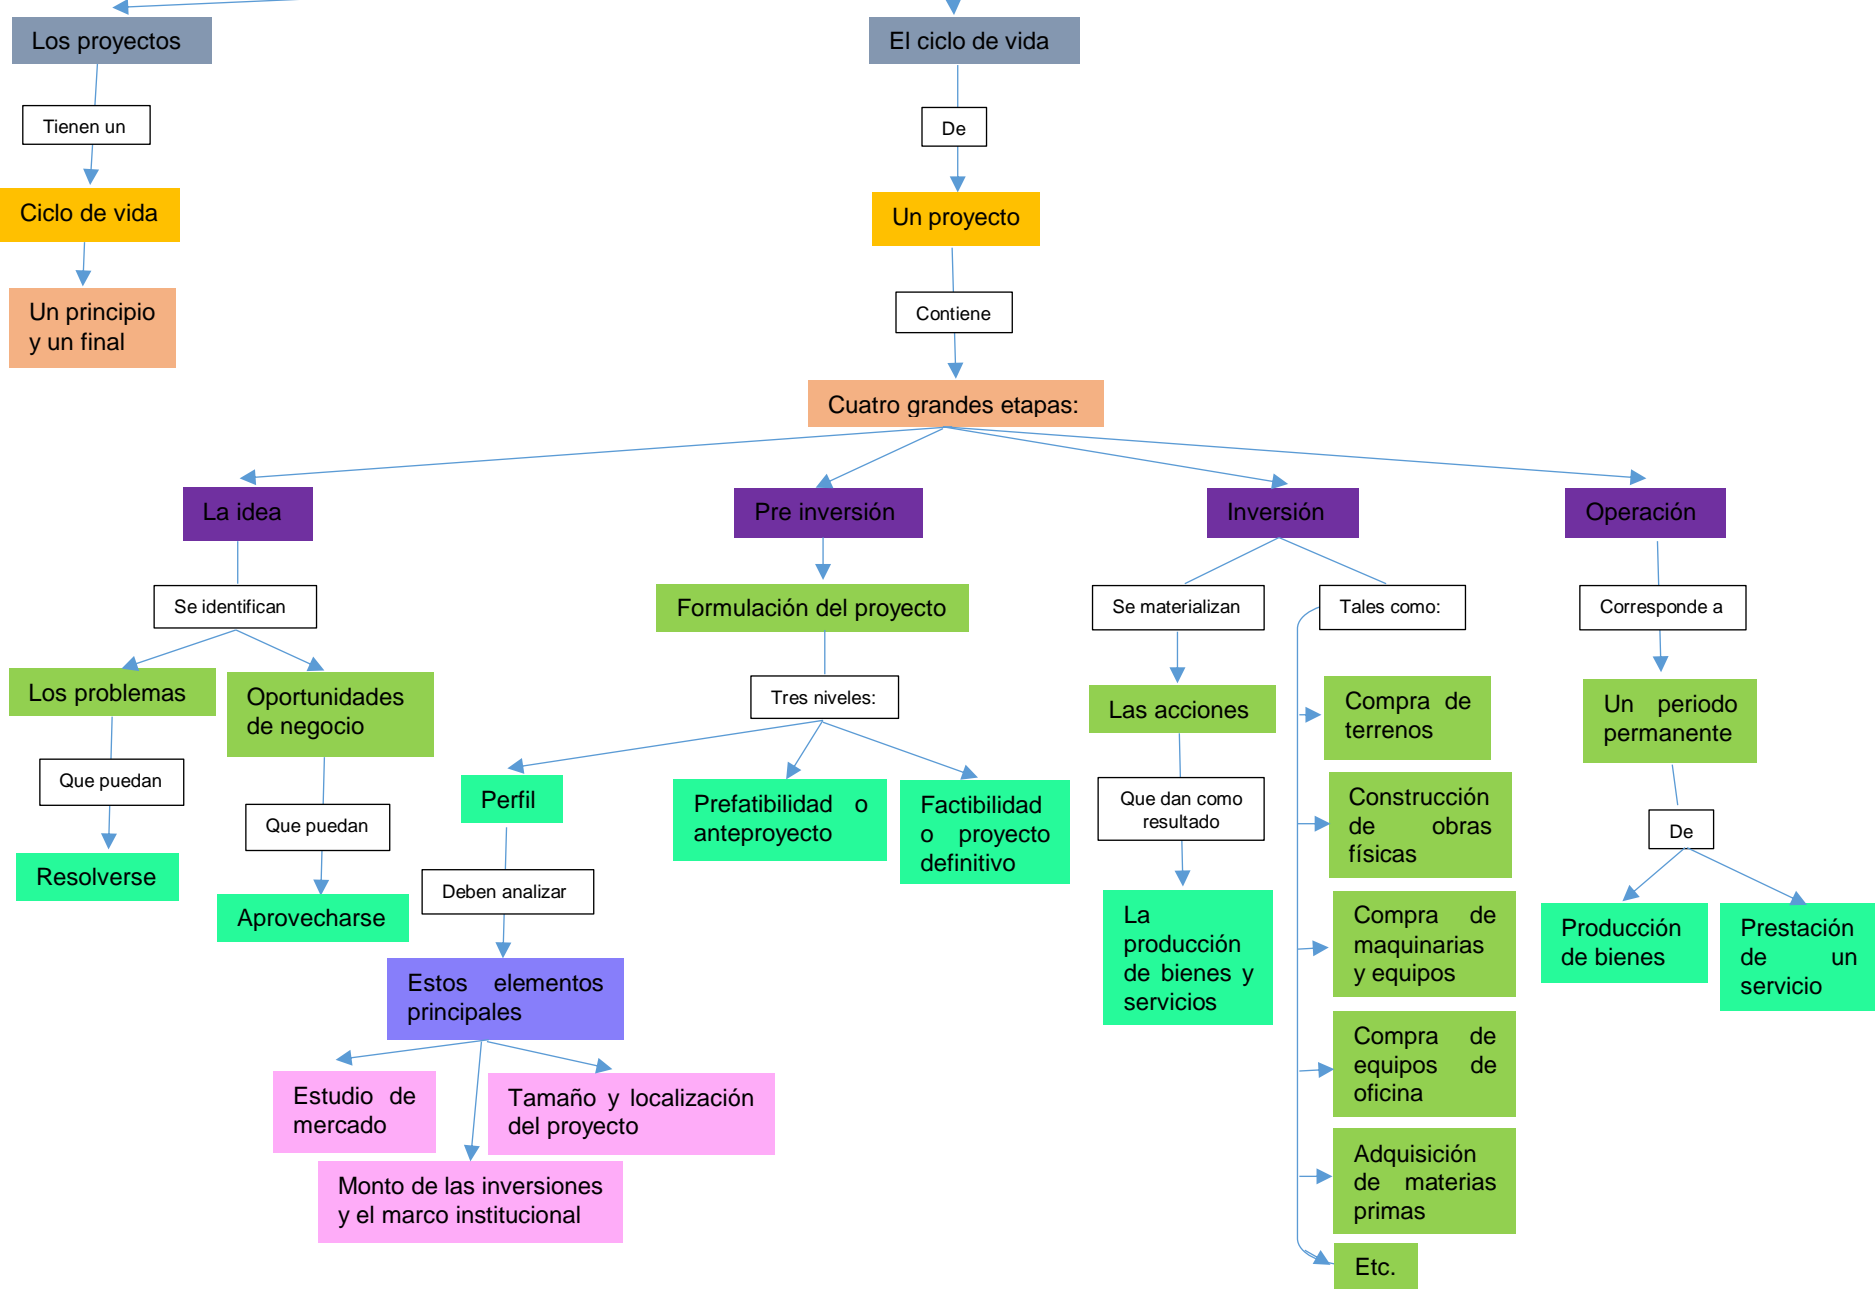 Los proyectos
El ciclo de vida
Tienen un
De
Ciclo de vida
Un proyecto
Un principio
y un final
Contiene
Cuatro grandes etapas:
La idea
Pre inversión
Inversión
Operación
Se identifican
Formulación del proyecto
Se materializan
Tales como:
Corresponde a
Los problemas
Oportunidades
de negocio
Tres niveles:
Las acciones
Compra de
terrenos
Un periodo
permanente
Que puedan
Que puedan
Perfil
Prefatibilidad o
anteproyecto
Factibilidad
o proyecto
definitivo
Que dan como
resultado
Construcción
de obras
físicas
De
Resolverse
Aprovecharse
Deben analizar
La
producción
de bienes y
servicios
Compra de
maquinarias
y equipos
Producción
de bienes
Prestación
de un
servicio
Estos elementos
principales
Compra de
equipos de
oficina
Estudio de
mercado
Tamaño y localización
del proyecto
Monto de las inversiones
y el marco institucional
Adquisición
de materias
primas
Etc.